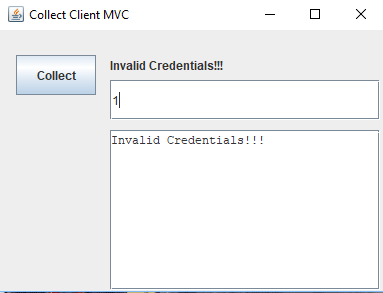 Collect Client MVC
Collect
Invalid Credentials!!!
1
Invalid Credentials!!!